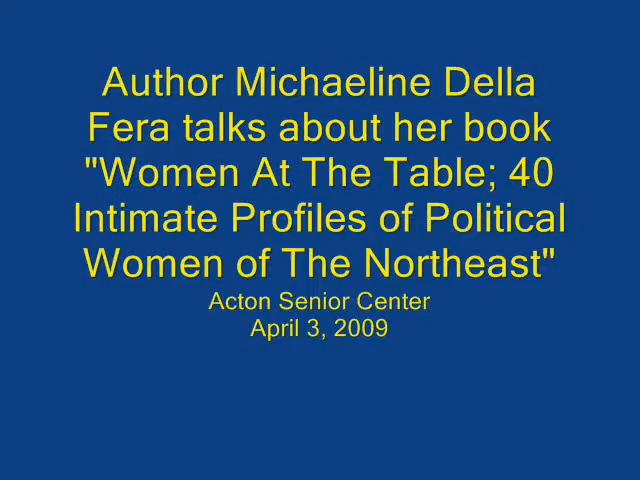 Author Michaeline Della
Fera talks about her book
"Women At The Table; 40
Intimate Profiles of Political
Women of The Northeast"
Acton Senior Center
April 3, 2009